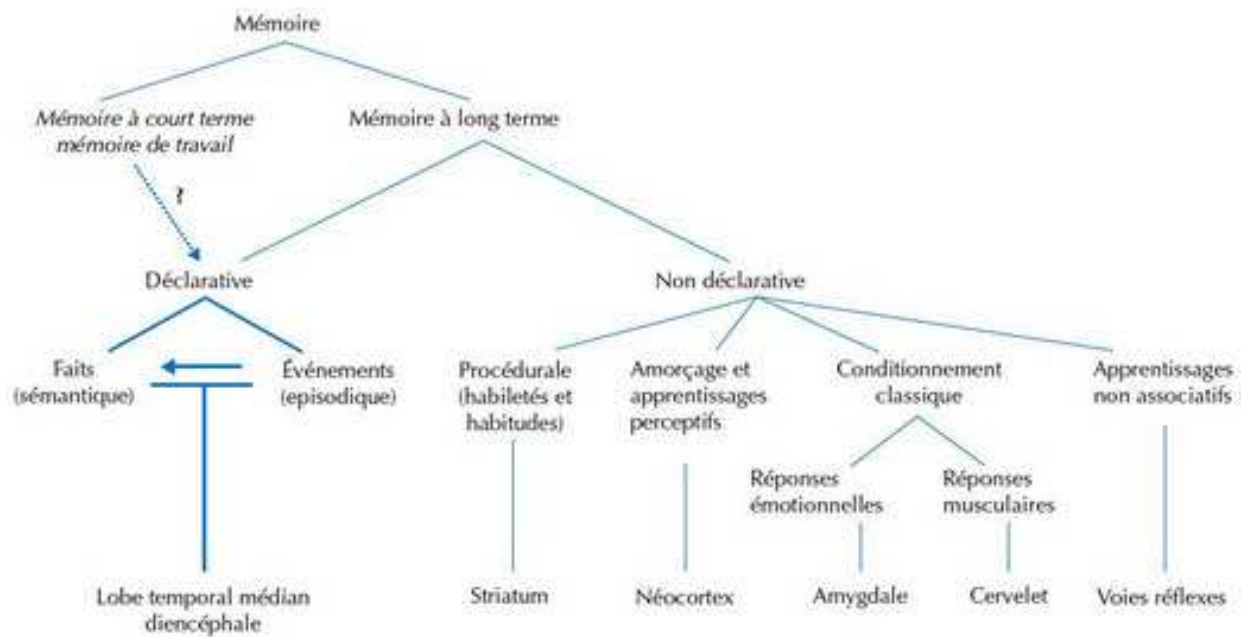 Mémoire
Mémoire à court terme
mémoire de travail
Mémoire à long terme
?
Déclarative
Non déclarative
Faits
(sémantique)
Événements
(episodique)
Procédurale
(habiletés et
habitudes)
Amorçage et
apprentissages
perceptifs
Conditionnement
classique
Apprentissages
non associatifs
Réponses
émotionnelles
Réponses
musculaires
Lobe temporal médian
diencéphale
Striatum
Néocortex
Amygdale
Cervelet
Voies réflexes